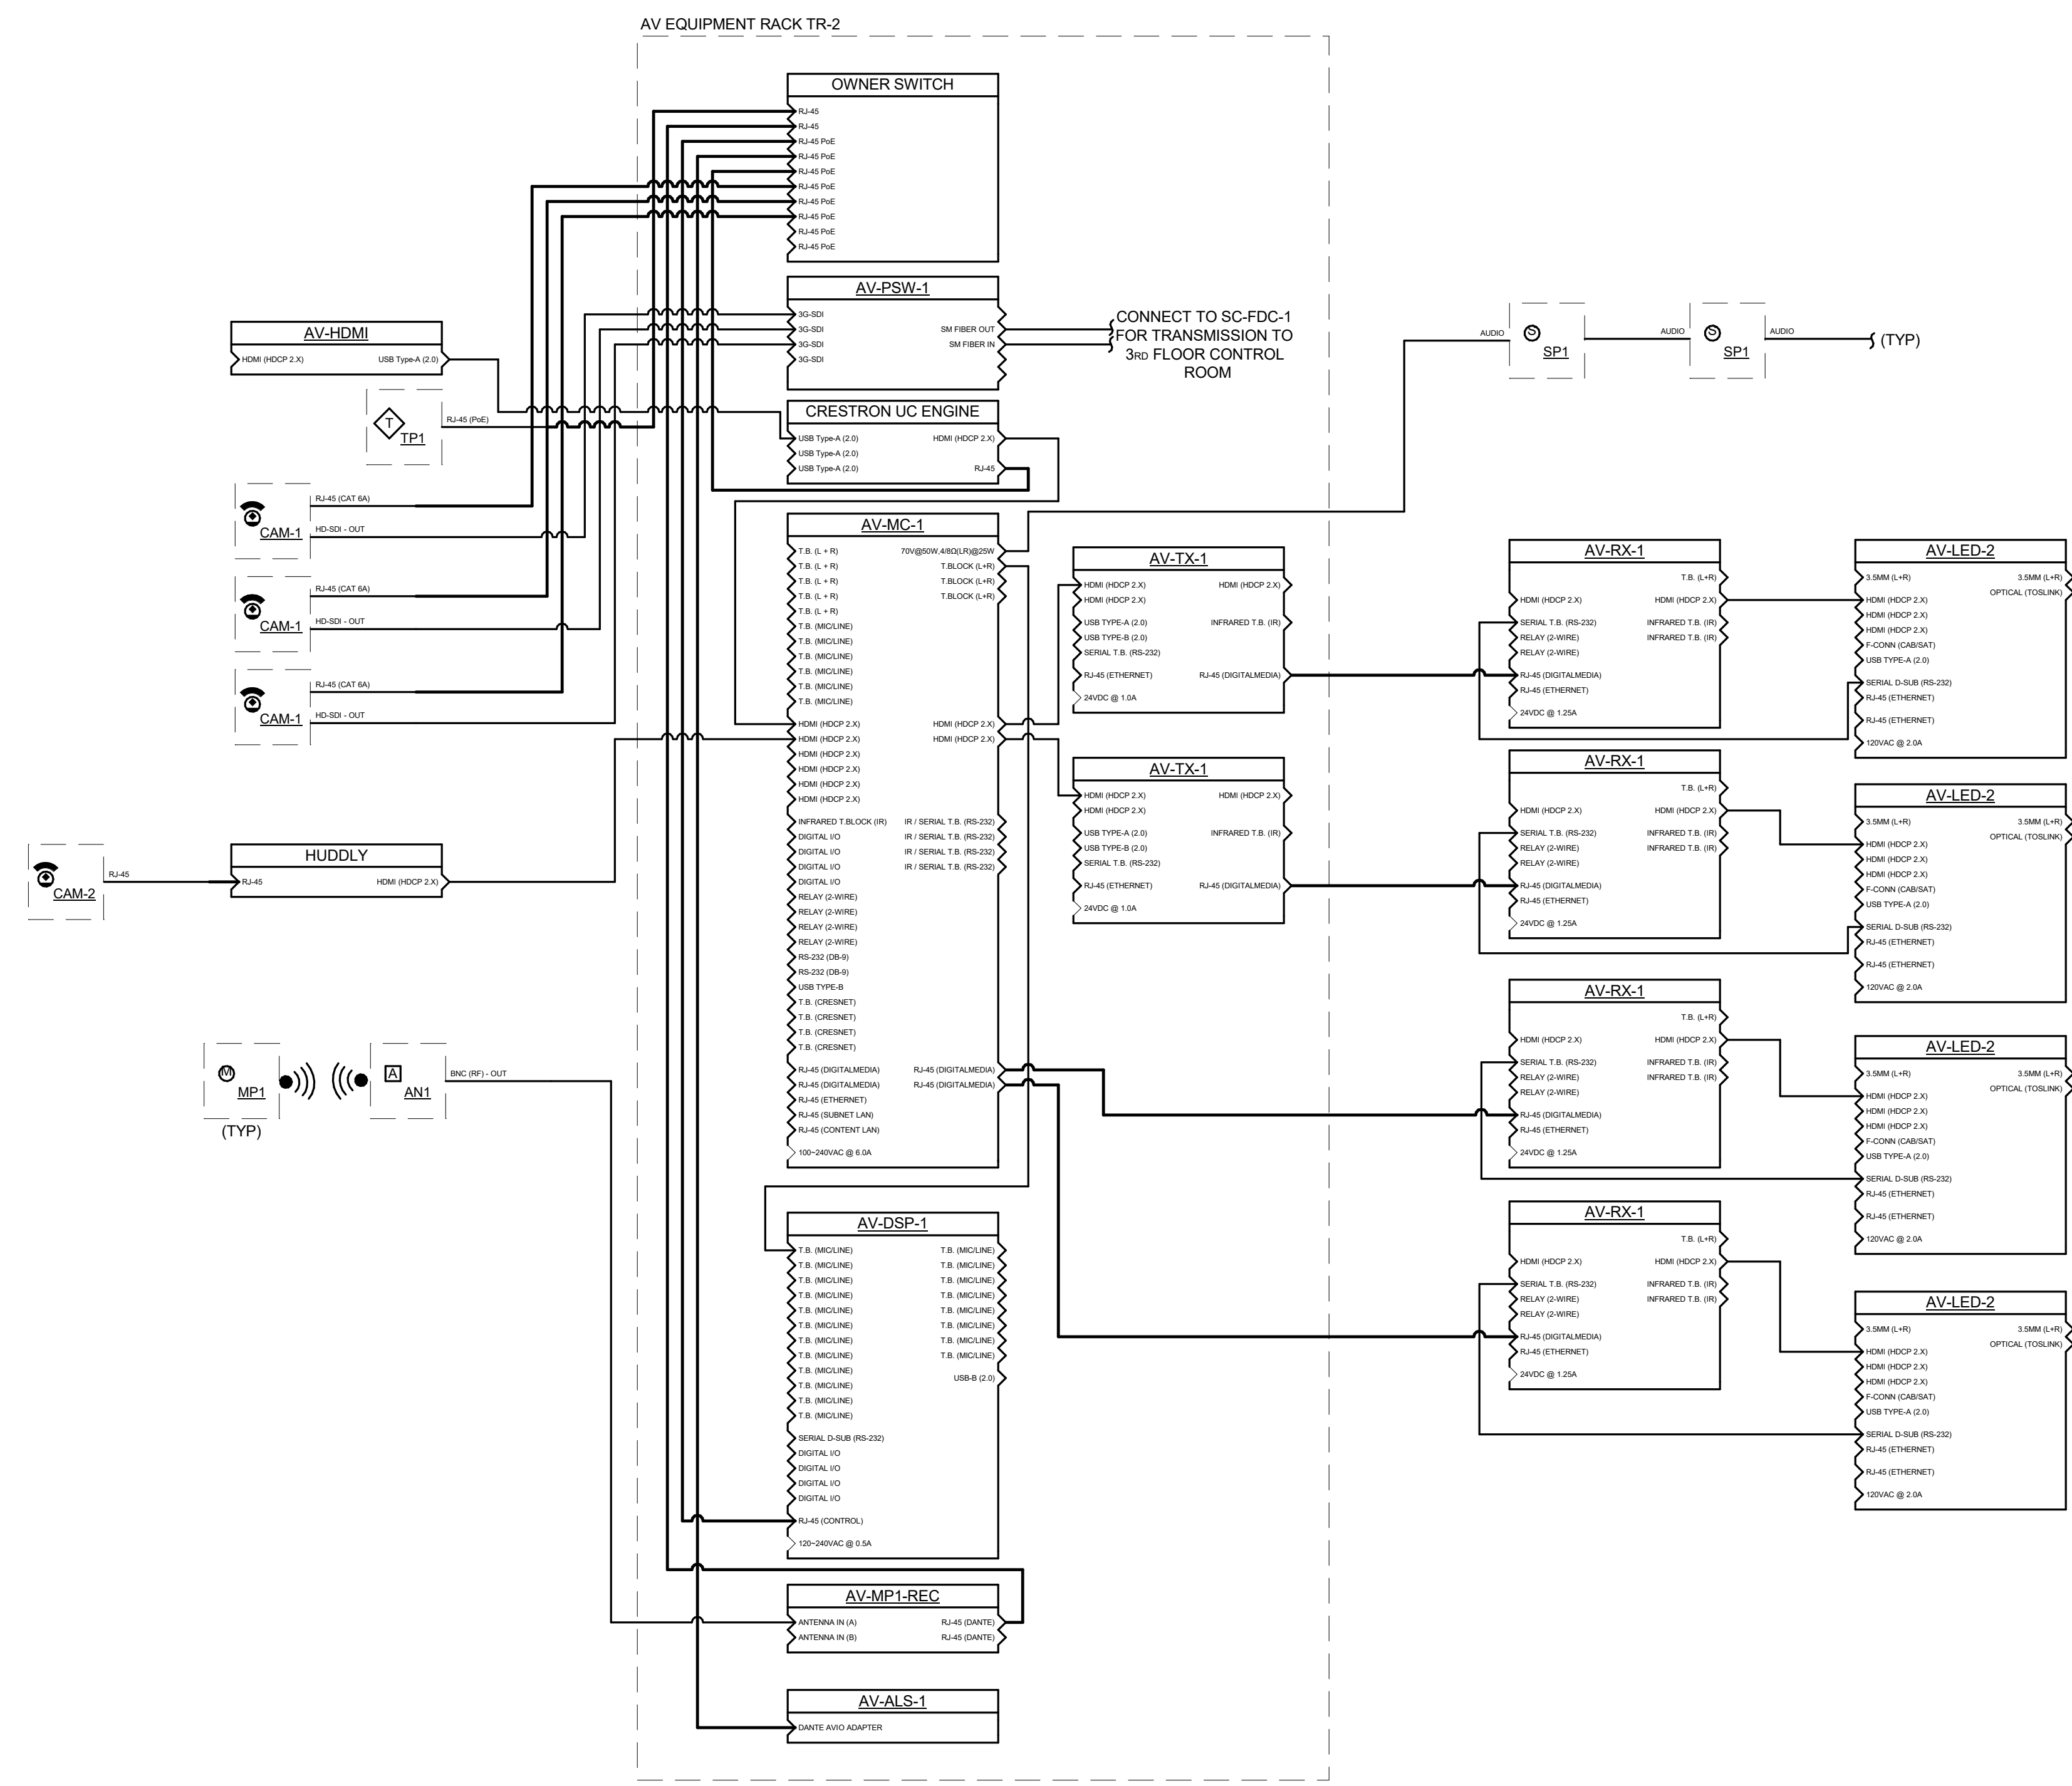 AV EQUIPMENT RACK TR-2
OWNER SWITCH
RJ-45
RJ-45
RJ-45 PoE
RJ-45 PoE
RJ-45 PoE
RJ-45 PoE
RJ-45 PoE
RJ-45 PoE
RJ-45 PoE
RJ-45 PoE
AV-PSW-1
3G-SDI
3G-SDI SM FIBER OUT
3G-SDI SM FIBER IN
3G-SDI
CONNECT TO SC-FDC-1
FOR TRANSMISSION TO
3RD FLOOR CONTROL
ROOM
AV-HDMI
HDMI (HDCP 2.X) USB Type-A (2.0)
T
TP1
RJ-45 (PoE)
CRESTRON UC ENGINE
USB Type-A (2.0) HDMI (HDCP 2.X)
USB Type-A (2.0)
USB Type-A (2.0) RJ-45
AUDIO
S
SP1
AUDIO
S
SP1
AUDIO
(TYP)
CAM-1
RJ-45 (CAT 6A)
HD-SDI - OUT
CAM-1
RJ-45 (CAT 6A)
HD-SDI - OUT
CAM-1
RJ-45 (CAT 6A)
HD-SDI - OUT
CAM-2
RJ-45
HUDDLY
RJ-45 HDMI (HDCP 2.X)
M
MP1
(TYP)
A
AN1
BNC (RF) - OUT
AV-MC-1
T.B. (L + R) 70V@50W,4/8Ω(LR)@25W
T.B. (L + R) T.BLOCK (L+R)
T.B. (L + R) T.BLOCK (L+R)
T.B. (L + R) T.BLOCK (L+R)
T.B. (L + R)
T.B. (MIC/LINE)
T.B. (MIC/LINE)
T.B. (MIC/LINE)
T.B. (MIC/LINE)
T.B. (MIC/LINE)
T.B. (MIC/LINE)
HDMI (HDCP 2.X) HDMI (HDCP 2.X)
HDMI (HDCP 2.X) HDMI (HDCP 2.X)
HDMI (HDCP 2.X)
HDMI (HDCP 2.X)
HDMI (HDCP 2.X)
HDMI (HDCP 2.X)
INFRARED T.BLOCK (IR) IR / SERIAL T.B. (RS-232)
DIGITAL I/O IR / SERIAL T.B. (RS-232)
DIGITAL I/O IR / SERIAL T.B. (RS-232)
DIGITAL I/O IR / SERIAL T.B. (RS-232)
DIGITAL I/O
RELAY (2-WIRE)
RELAY (2-WIRE)
RELAY (2-WIRE)
RELAY (2-WIRE)
RS-232 (DB-9)
RS-232 (DB-9)
USB TYPE-B
T.B. (CRESNET)
T.B. (CRESNET)
T.B. (CRESNET)
T.B. (CRESNET)
RJ-45 (DIGITALMEDIA) RJ-45 (DIGITALMEDIA)
RJ-45 (DIGITALMEDIA) RJ-45 (DIGITALMEDIA)
RJ-45 (ETHERNET)
RJ-45 (SUBNET LAN)
RJ-45 (CONTENT LAN)
100~240VAC @ 6.0A
AV-TX-1
HDMI (HDCP 2.X) HDMI (HDCP 2.X)
HDMI (HDCP 2.X)
USB TYPE-A (2.0) INFRARED T.B. (IR)
USB TYPE-B (2.0)
SERIAL T.B. (RS-232)
RJ-45 (ETHERNET) RJ-45 (DIGITALMEDIA)
24VDC @ 1.0A
AV-TX-1
HDMI (HDCP 2.X) HDMI (HDCP 2.X)
HDMI (HDCP 2.X)
USB TYPE-A (2.0) INFRARED T.B. (IR)
USB TYPE-B (2.0)
SERIAL T.B. (RS-232)
RJ-45 (ETHERNET) RJ-45 (DIGITALMEDIA)
24VDC @ 1.0A
AV-RX-1
T.B. (L+R)
HDMI (HDCP 2.X) HDMI (HDCP 2.X)
SERIAL T.B. (RS-232) INFRARED T.B. (IR)
RELAY (2-WIRE) INFRARED T.B. (IR)
RELAY (2-WIRE)
RJ-45 (DIGITALMEDIA)
RJ-45 (ETHERNET)
24VDC @ 1.25A
AV-LED-2
3.5MM (L+R) 3.5MM (L+R)
OPTICAL (TOSLINK)
HDMI (HDCP 2.X)
HDMI (HDCP 2.X)
HDMI (HDCP 2.X)
F-CONN (CAB/SAT)
USB TYPE-A (2.0)
SERIAL D-SUB (RS-232)
RJ-45 (ETHERNET)
RJ-45 (ETHERNET)
120VAC @ 2.0A
AV-RX-1
T.B. (L+R)
HDMI (HDCP 2.X) HDMI (HDCP 2.X)
SERIAL T.B. (RS-232) INFRARED T.B. (IR)
RELAY (2-WIRE) INFRARED T.B. (IR)
RELAY (2-WIRE)
RJ-45 (DIGITALMEDIA)
RJ-45 (ETHERNET)
24VDC @ 1.25A
AV-LED-2
3.5MM (L+R) 3.5MM (L+R)
OPTICAL (TOSLINK)
HDMI (HDCP 2.X)
HDMI (HDCP 2.X)
HDMI (HDCP 2.X)
F-CONN (CAB/SAT)
USB TYPE-A (2.0)
SERIAL D-SUB (RS-232)
RJ-45 (ETHERNET)
RJ-45 (ETHERNET)
120VAC @ 2.0A
AV-RX-1
T.B. (L+R)
HDMI (HDCP 2.X) HDMI (HDCP 2.X)
SERIAL T.B. (RS-232) INFRARED T.B. (IR)
RELAY (2-WIRE) INFRARED T.B. (IR)
RELAY (2-WIRE)
RJ-45 (DIGITALMEDIA)
RJ-45 (ETHERNET)
24VDC @ 1.25A
AV-LED-2
3.5MM (L+R) 3.5MM (L+R)
OPTICAL (TOSLINK)
HDMI (HDCP 2.X)
HDMI (HDCP 2.X)
HDMI (HDCP 2.X)
F-CONN (CAB/SAT)
USB TYPE-A (2.0)
SERIAL D-SUB (RS-232)
RJ-45 (ETHERNET)
RJ-45 (ETHERNET)
120VAC @ 2.0A
AV-RX-1
T.B. (L+R)
HDMI (HDCP 2.X) HDMI (HDCP 2.X)
SERIAL T.B. (RS-232) INFRARED T.B. (IR)
RELAY (2-WIRE) INFRARED T.B. (IR)
RELAY (2-WIRE)
RJ-45 (DIGITALMEDIA)
RJ-45 (ETHERNET)
24VDC @ 1.25A
AV-LED-2
3.5MM (L+R) 3.5MM (L+R)
OPTICAL (TOSLINK)
HDMI (HDCP 2.X)
HDMI (HDCP 2.X)
HDMI (HDCP 2.X)
F-CONN (CAB/SAT)
USB TYPE-A (2.0)
SERIAL D-SUB (RS-232)
RJ-45 (ETHERNET)
RJ-45 (ETHERNET)
120VAC @ 2.0A
AV-DSP-1
T.B. (MIC/LINE) T.B. (MIC/LINE)
T.B. (MIC/LINE) T.B. (MIC/LINE)
T.B. (MIC/LINE) T.B. (MIC/LINE)
T.B. (MIC/LINE) T.B. (MIC/LINE)
T.B. (MIC/LINE) T.B. (MIC/LINE)
T.B. (MIC/LINE) T.B. (MIC/LINE)
T.B. (MIC/LINE) T.B. (MIC/LINE)
T.B. (MIC/LINE) T.B. (MIC/LINE)
T.B. (MIC/LINE)
USB-B (2.0)
T.B. (MIC/LINE)
T.B. (MIC/LINE)
T.B. (MIC/LINE)
SERIAL D-SUB (RS-232)
DIGITAL I/O
DIGITAL I/O
DIGITAL I/O
DIGITAL I/O
RJ-45 (CONTROL)
120~240VAC @ 0.5A
AV-MP1-REC
ANTENNA IN (A) RJ-45 (DANTE)
ANTENNA IN (B) RJ-45 (DANTE)
AV-ALS-1
DANTE AVIO ADAPTER